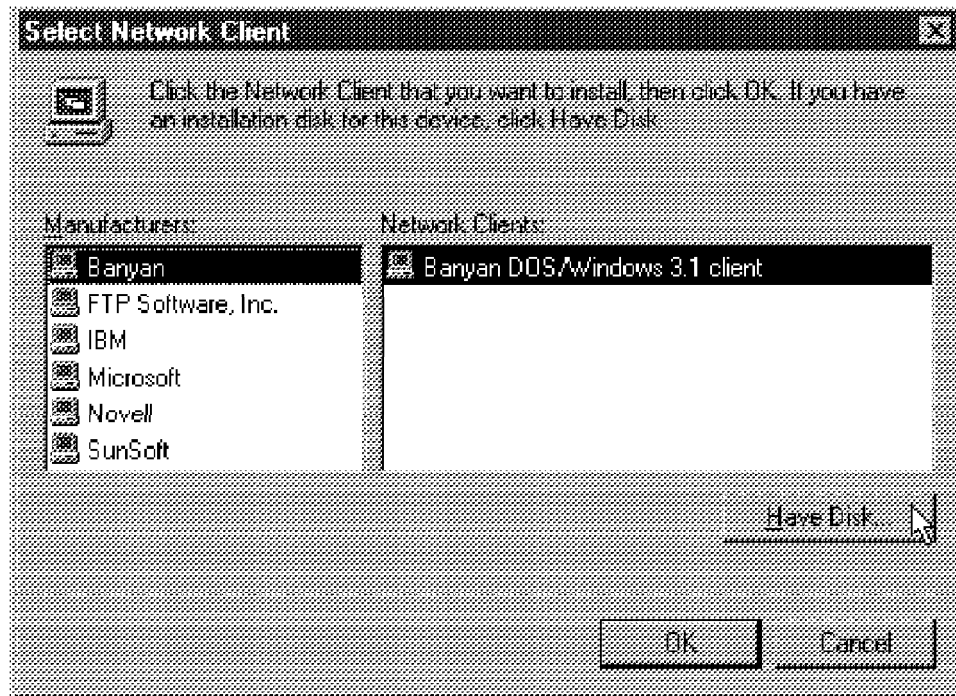 Select Network Client
Click the Network Client that you want to install, then click OK. If you have
an installation disk for this device, click Have Disk.
Manufacturers:
Network Clients:
Banyan
Banyan DOS/Windows 3.1 client
FTP Software, Inc.
IBM
Microsoft
Novell
SunSoft
Have Disk...
OK
Cancel